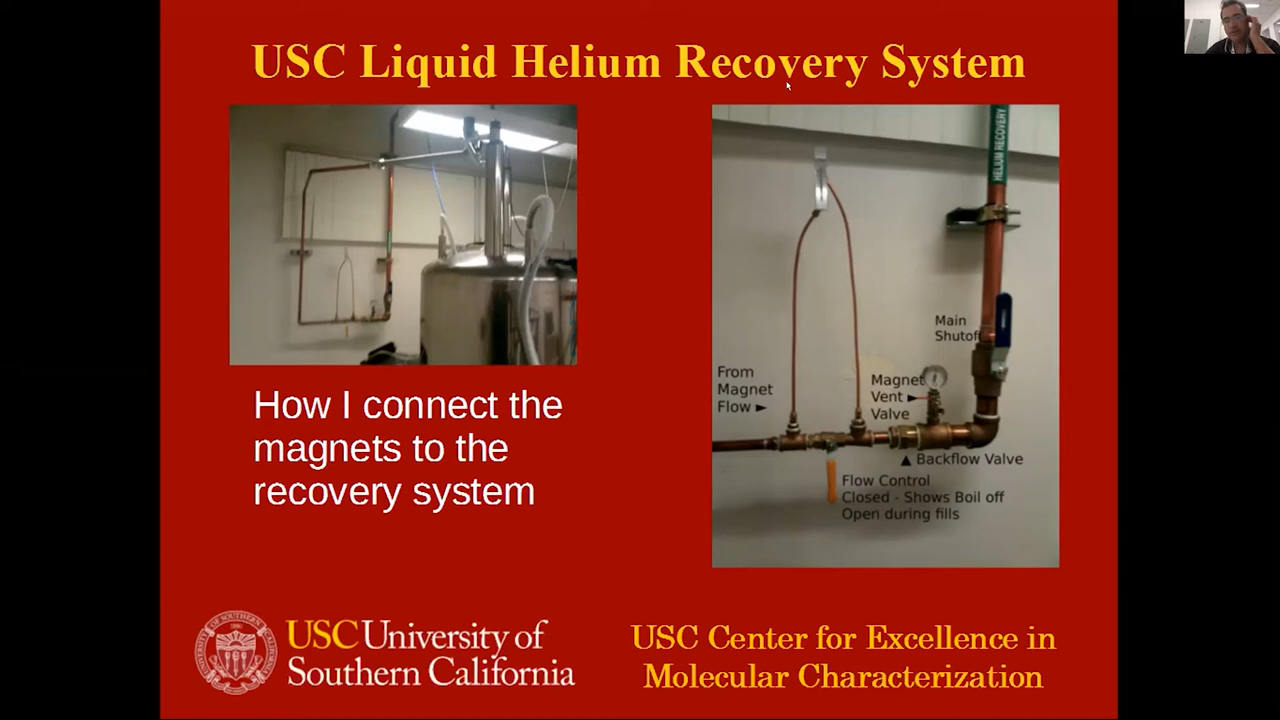 USC Liquid Helium Recovery System
HELIUM RECOVERY
Main
Shutoff
From
Magnet
Flow ►
Magnet
Vent ►
Valve
▲ Backflow Valve
Flow Control
Closed - Shows Boil off
Open during fills
How I connect the
magnets to the
recovery system
USC University of
Southern California
USC Center for Excellence in
Molecular Characterization